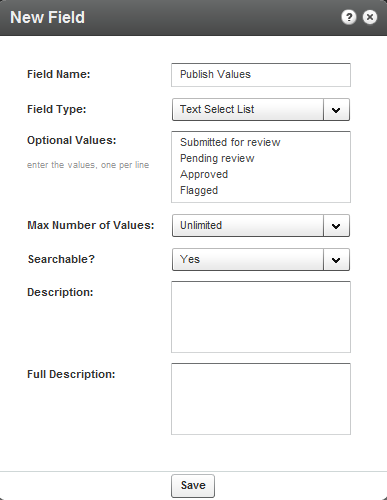 New Field
?
Field Name: Publish Values
Field Type: Text Select List
Optional Values: Submitted for review
Pending review
enter the values, one per line
Approved
Flagged
Max Number of Values: Unlimited
Searchable? Yes
Description:
Full Description:
Save